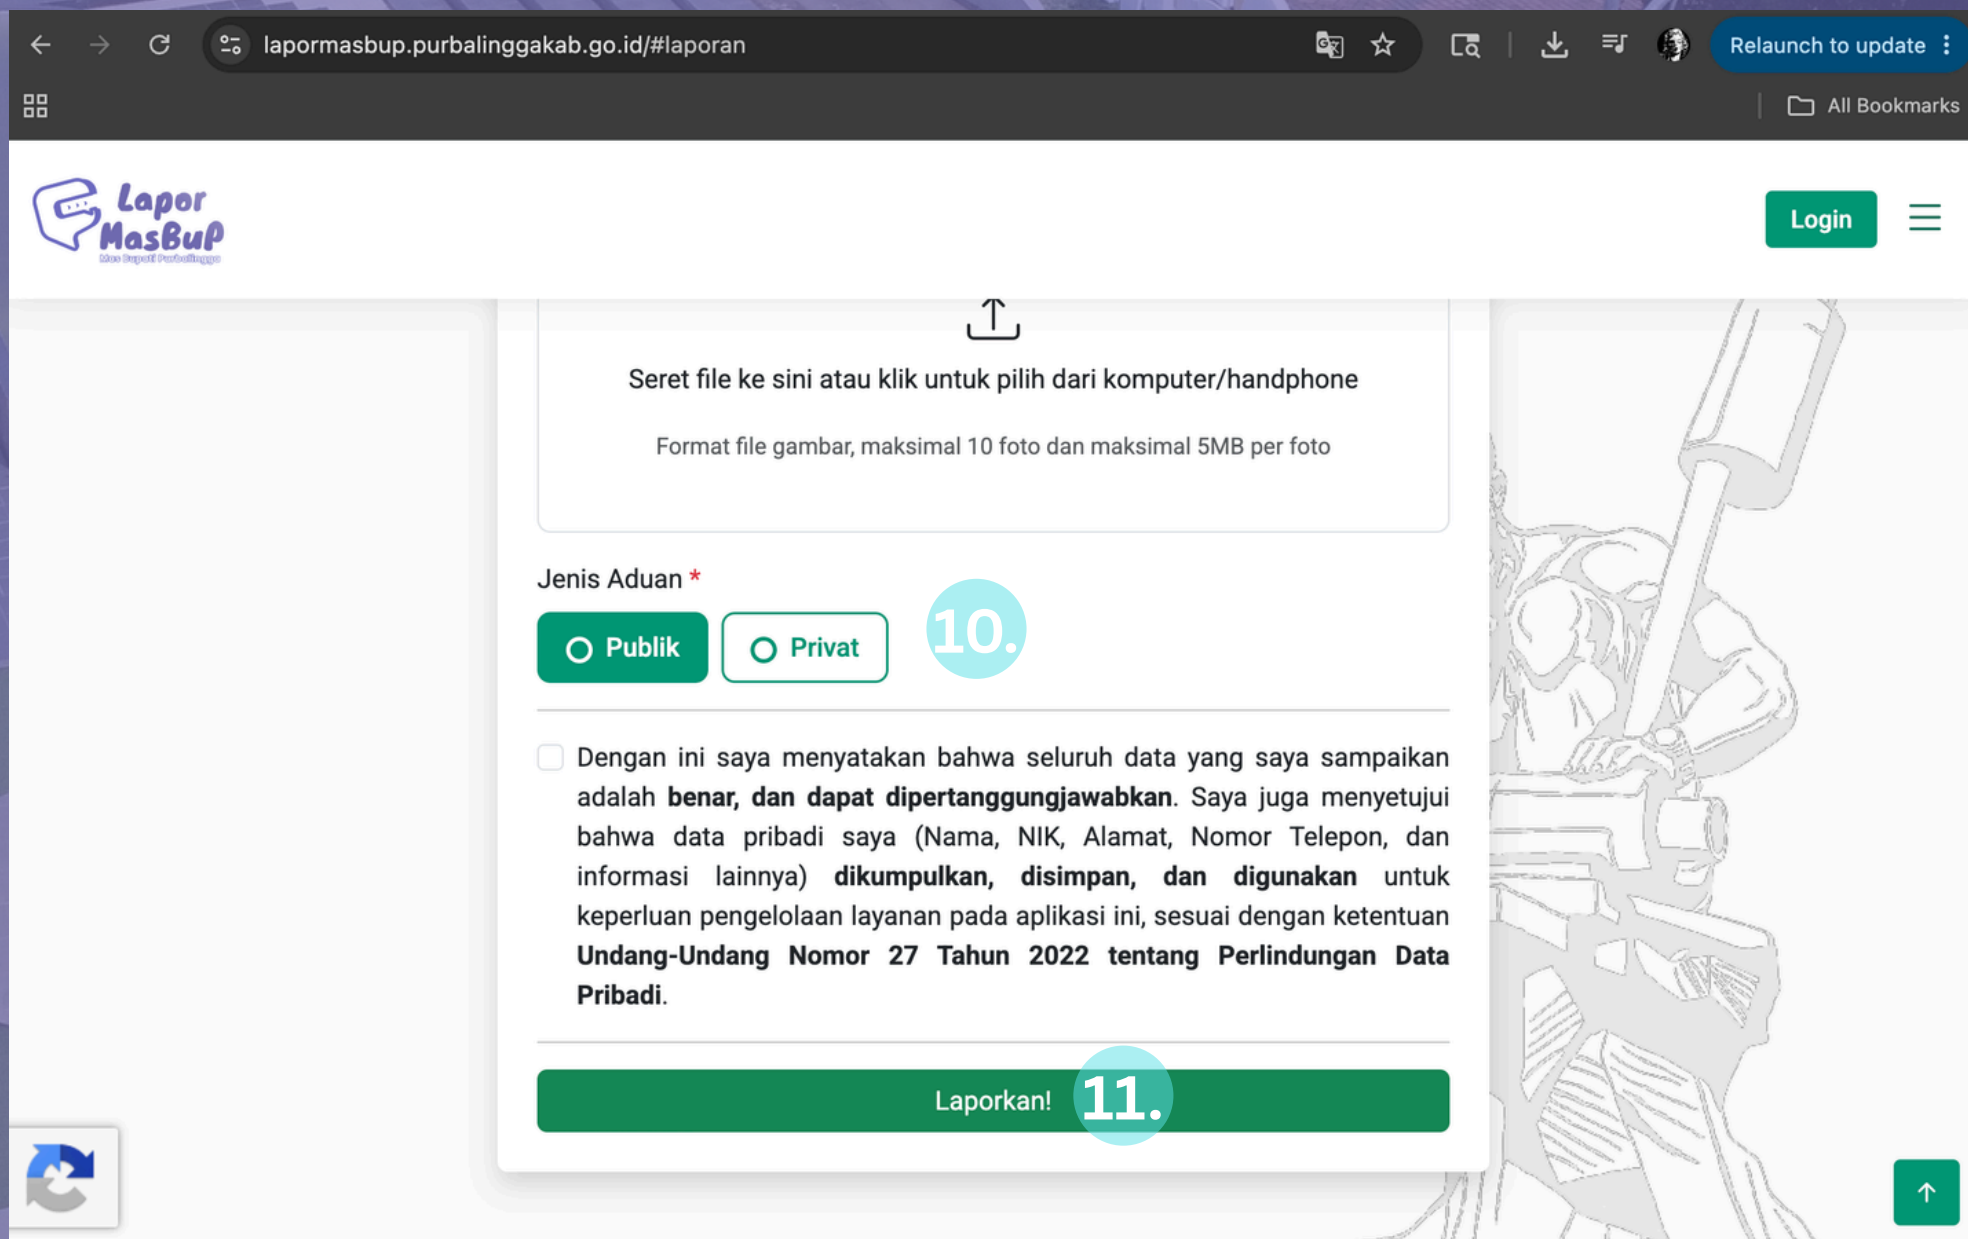 lapormasbup.purbalinggakab.go.id/#laporan
Relaunch to update
All Bookmarks
Lapor
MasBuP
Mas Bupati Purbalingga
Login
Seret file ke sini atau klik untuk pilih dari komputer/handphone
Format file gambar, maksimal 10 foto dan maksimal 5MB per foto
Jenis Aduan *
Publik
Privat
10.
Dengan ini saya menyatakan bahwa seluruh data yang saya sampaikan
adalah benar, dan dapat dipertanggungjawabkan. Saya juga menyetujui
bahwa data pribadi saya (Nama, NIK, Alamat, Nomor Telepon, dan
informasi lainnya) dikumpulkan, disimpan, dan digunakan untuk
keperluan pengelolaan layanan pada aplikasi ini, sesuai dengan ketentuan
Undang-Undang Nomor 27 Tahun 2022 tentang Perlindungan Data
Pribadi.
Laporkan!
11.